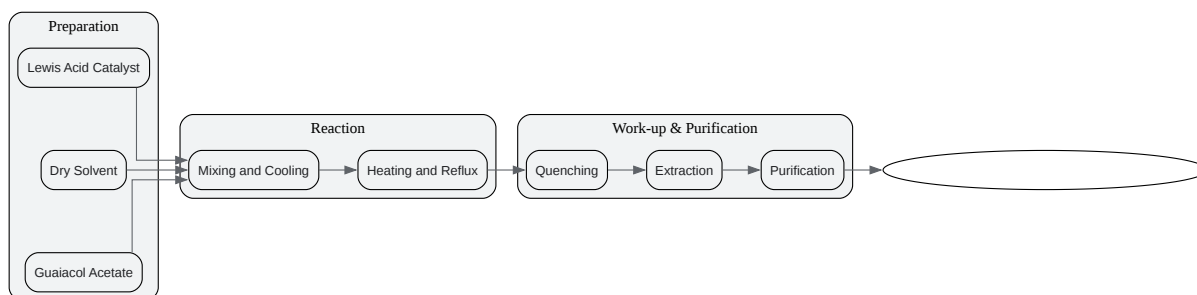 Preparation
Lewis Acid Catalyst
Dry Solvent
Guaiacol Acetate
Reaction
Mixing and Cooling
Heating and Reflux
Work-up & Purification
Quenching
Extraction
Purification